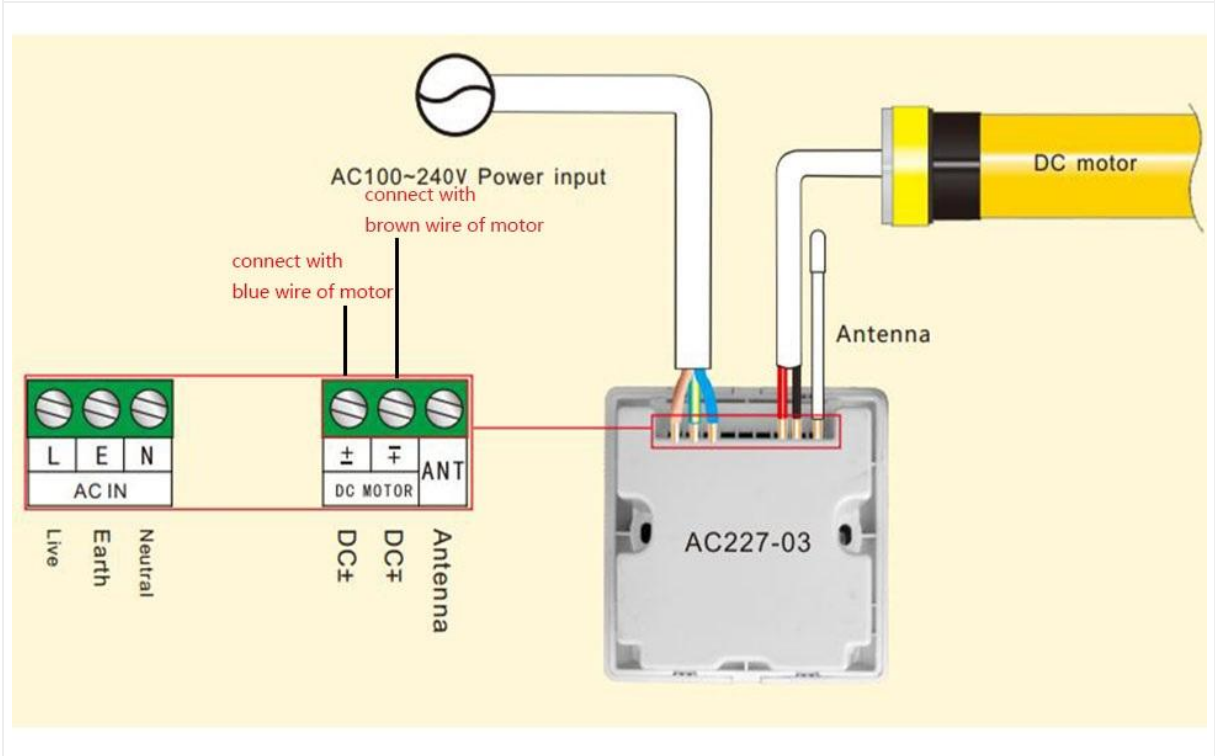 AC100~240V Power input
connect with
brown wire of motor
connect with
blue wire of motor
DC motor
Antenna
L E N
AC IN
Live
Earth
Neutral
± ∓ ANT
DC MOTOR
DC±
DC∓
Antenna
AC227-03